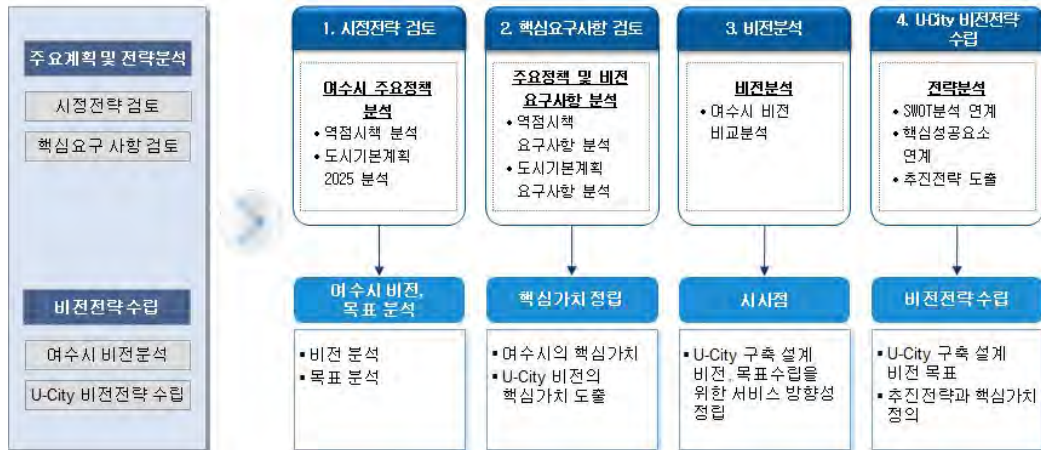 주요계획 및 전략분석
시정전략 검토
핵심요구 사항 검토
비전전략수립
여수시 비전분석
U-City 비전전략 수립
1. 시정전략 검토
여수시 주요정책
분석
• 역점시책 분석
• 도시기본계획
2025 분석
여수시 비전,
목표 분석
▪ 비전 분석
▪ 목표 분석
2. 핵심요구사항 검토
주요정책 및 비전
요구사항 분석
• 역점시책
요구사항 분석
• 도시기본계획
요구사항 분석
핵심가치 정립
▪ 여수시의 핵심가치
▪ U-City 비전의
핵심가치 도출
3. 비전분석
비전분석
• 여수시 비전
비교분석
시사점
▪ U-City 구축 설계
비전, 목표수립을
위한 서비스 방향성
정립
4. U-City 비전전략
수립
전략분석
• SWOT분석 연계
• 핵심성공요소
연계
• 추진전략 도출
비전전략수립
▪ U-City 구축 설계
비전 목표
▪ 추진전략과 핵심가치
정의